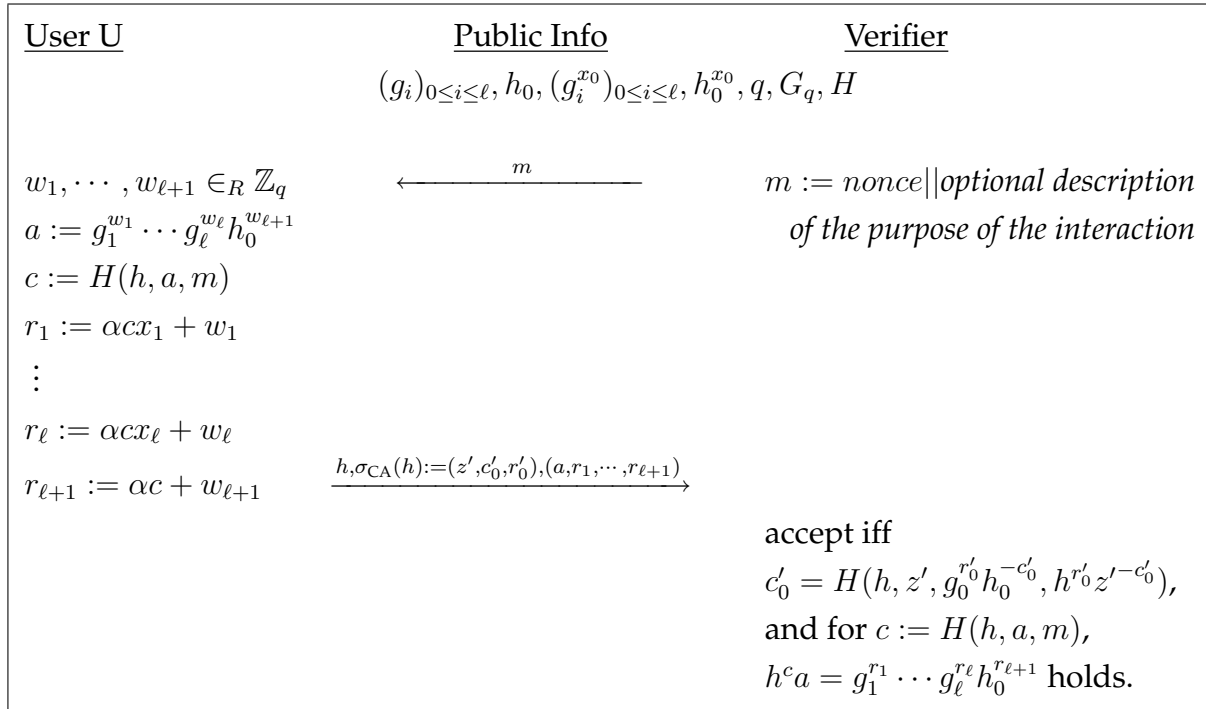 User U Public Info Verifier
(g_i)_{0≤i≤ℓ}, h_0, (g_i^{x_0})_{0≤i≤ℓ}, h_0^{x_0}, q, G_q, H
w_1, ⋯, w_{ℓ+1} ∈_R ℤ_q ←m— m := nonce||optional description
a := g_1^{w_1} ⋯ g_ℓ^{w_ℓ} h_0^{w_{ℓ+1}} of the purpose of the interaction
c := H(h, a, m)
r_1 := αcx_1 + w_1
⋮
r_ℓ := αcx_ℓ + w_ℓ
r_{ℓ+1} := αc + w_{ℓ+1} —h,σ_{CA}(h):=(z′,c′_0,r′_0),(a,r_1,⋯,r_{ℓ+1})→
accept iff
c′_0 = H(h, z′, g_0^{r′_0} h_0^{−c′_0}, h^{r′_0} z′^{−c′_0}),
and for c := H(h, a, m),
h^c a = g_1^{r_1} ⋯ g_ℓ^{r_ℓ} h_0^{r_{ℓ+1}} holds.